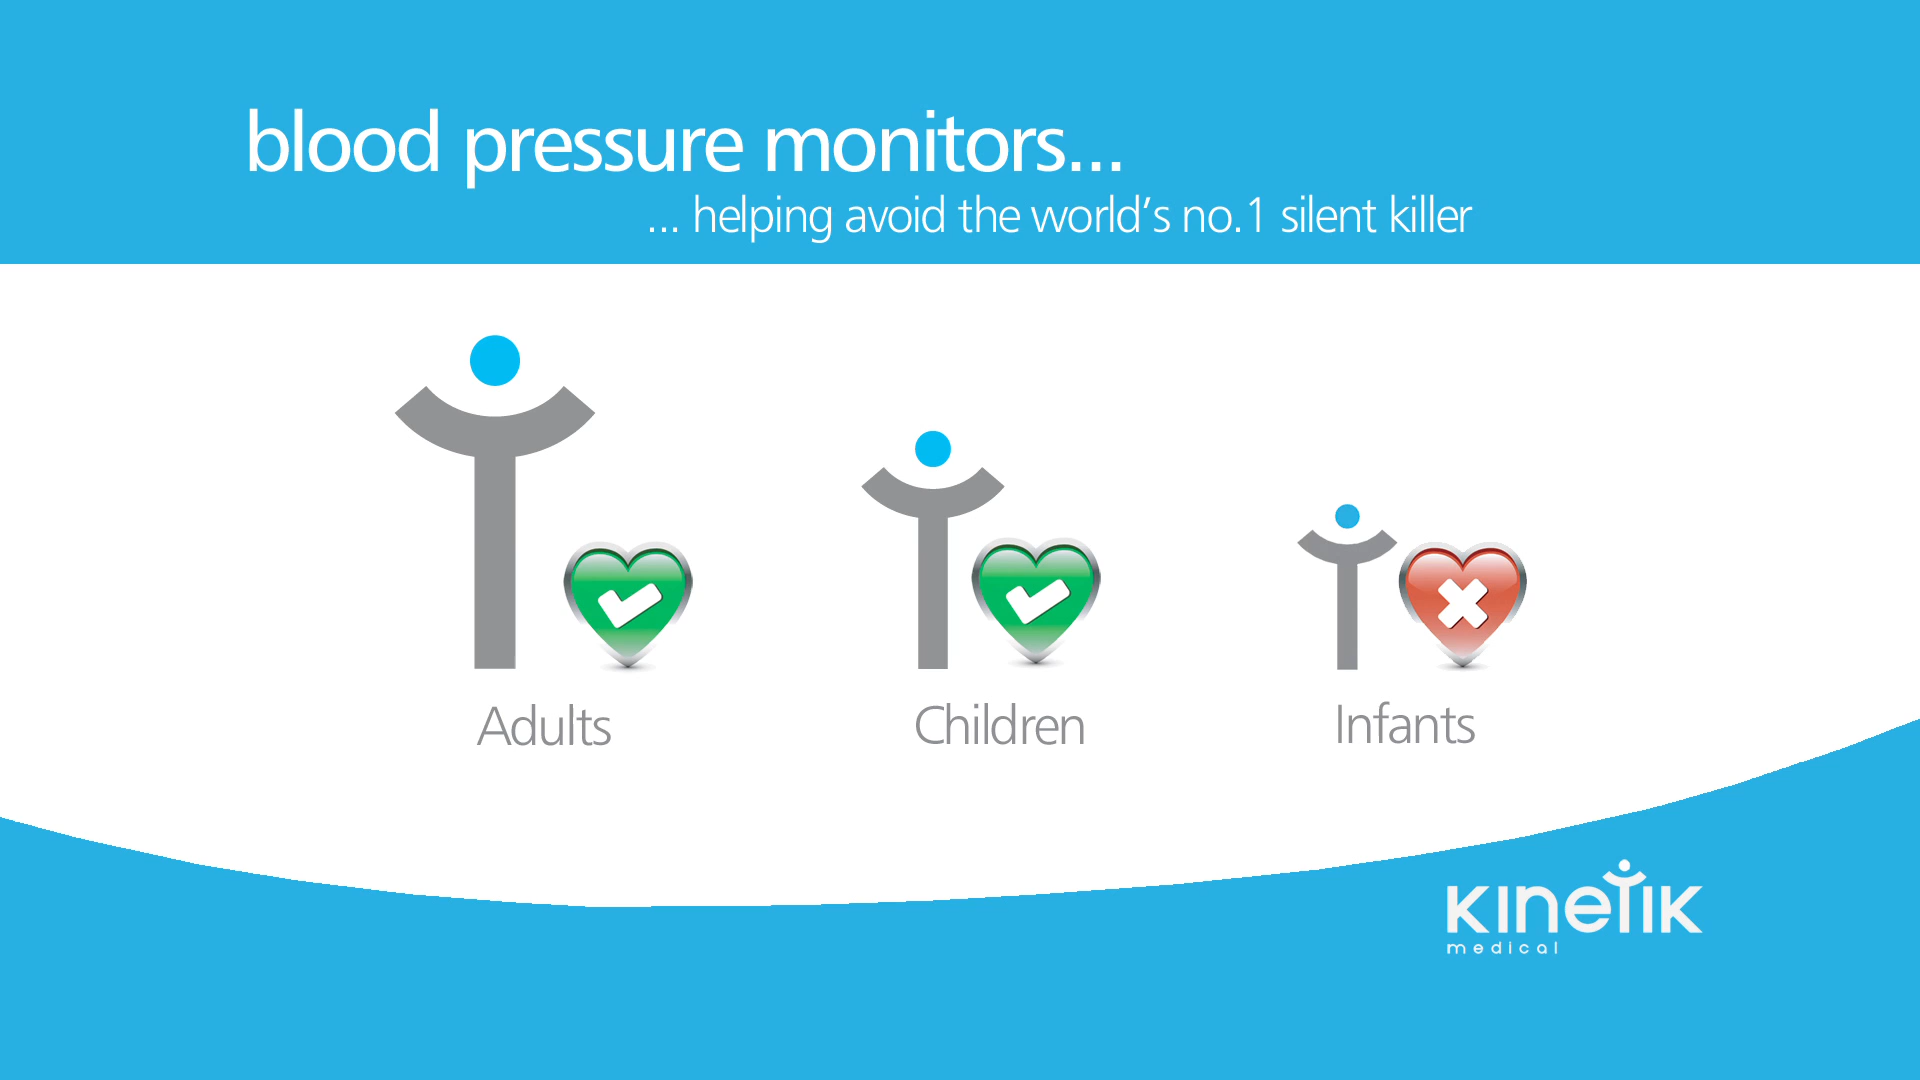 blood pressure monitors...
... helping avoid the world's no.1 silent killer
Adults
Children
Infants
kinetik
medical